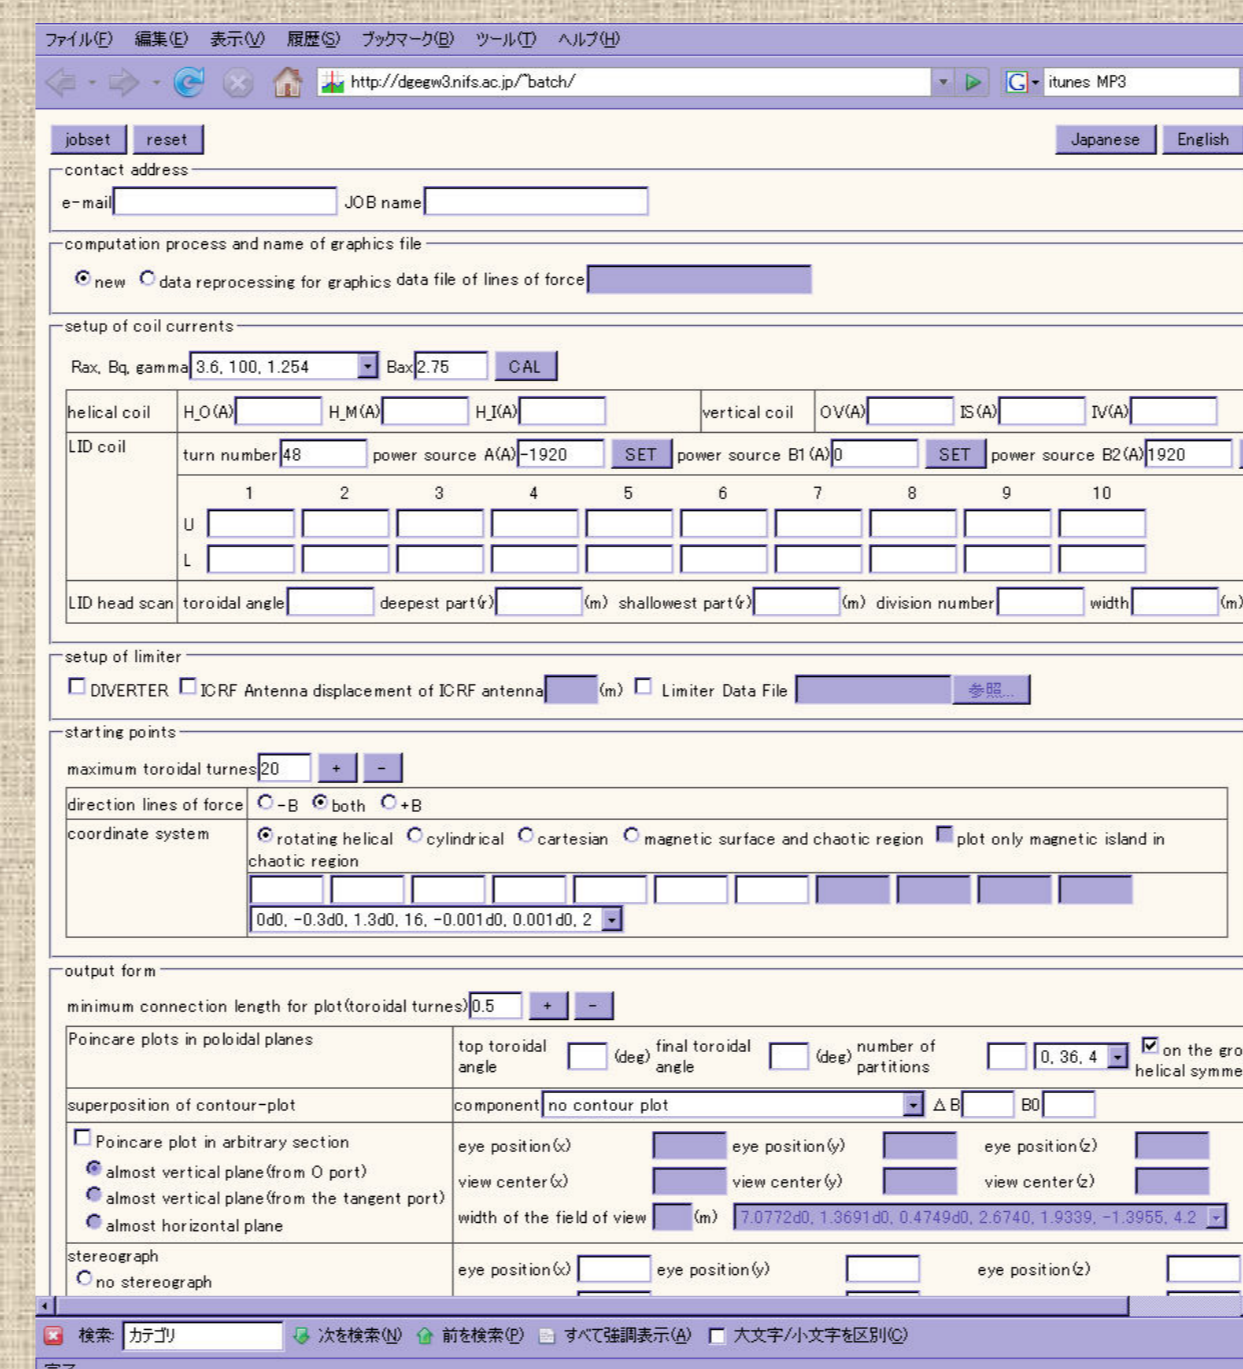 ファイル(F) 編集(E) 表示(V) 履歴(S) ブックマーク(B) ツール(T) ヘルプ(H)
http://dgeegw3.nifs.ac.jp/~batch/ G itunes MP3
jobset reset Japanese English
contact address
e-mail JOB name
computation process and name of graphics file
new data reprocessing for graphics data file of lines of force
setup of coil currents
Rax, Bq, gamma 3.6, 100, 1.254 Bax 2.75 CAL
helical coil H_O(A) H_M(A) H_I(A) vertical coil OV(A) IS(A) IV(A)
LID coil turn number 48 power source A(A) -1920 SET power source B1(A) 0 SET power source B2(A) 1920
1 2 3 4 5 6 7 8 9 10
U
L
LID head scan toroidal angle deepest part(r) (m) shallowest part(r) (m) division number width (m)
setup of limiter
DIVERTER ICRF Antenna displacement of ICRF antenna (m) Limiter Data File 参照...
starting points
maximum toroidal turnes 20 + -
direction lines of force -B both +B
coordinate system rotating helical cylindrical cartesian magnetic surface and chaotic region plot only magnetic island in
chaotic region
0d0, -0.3d0, 1.3d0, 16, -0.001d0, 0.001d0, 2
output form
minimum connection length for plot(toroidal turnes) 0.5 + -
Poincare plots in poloidal planes top toroidal angle (deg) final toroidal angle (deg) number of partitions 0, 36, 4 on the gro
helical symme
superposition of contour-plot component no contour plot ΔB B0
Poincare plot in arbitrary section eye position(x) eye position(y) eye position(z)
almost vertical plane(from O port) view center(x) view center(y) view center(z)
almost vertical plane(from the tangent port)
almost horizontal plane width of the field of view (m) 7.0772d0, 1.3691d0, 0.4749d0, 2.6740, 1.9339, -1.3955, 4.2
stereograph
no stereograph eye position(x) eye position(y) eye position(z)
検索: カテゴリ 次を検索(N) 前を検索(P) すべて強調表示(A) 大文字/小文字を区別(C)